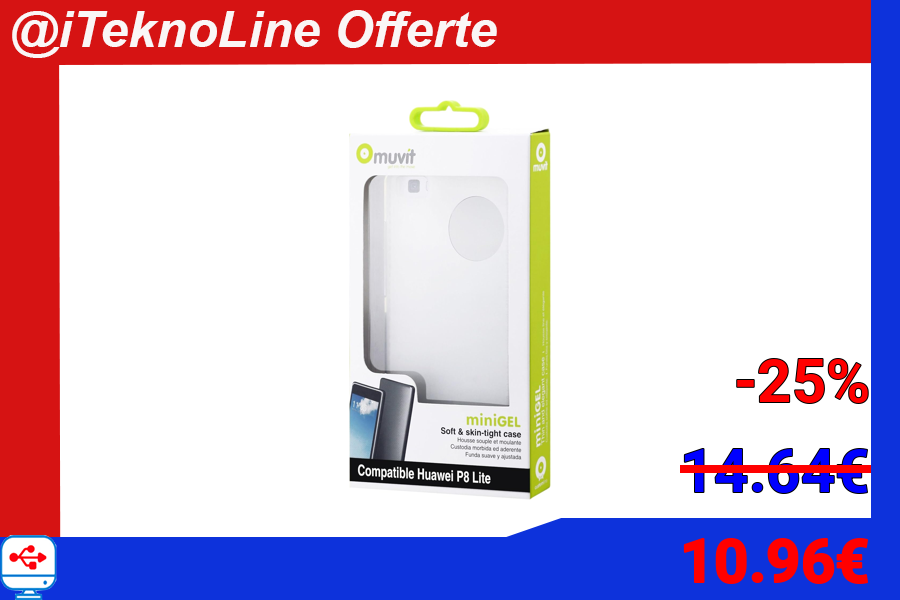 @iTeknoLine Offerte
muvit
muvit
miniGEL
Soft & skin-tight case
Housse souple et moulante
Custodia morbida ed aderente
Funda suave y ajustada
Compatible Huawei P8 Lite
miniGEL
muvit
-25%
14.64€
10.96€